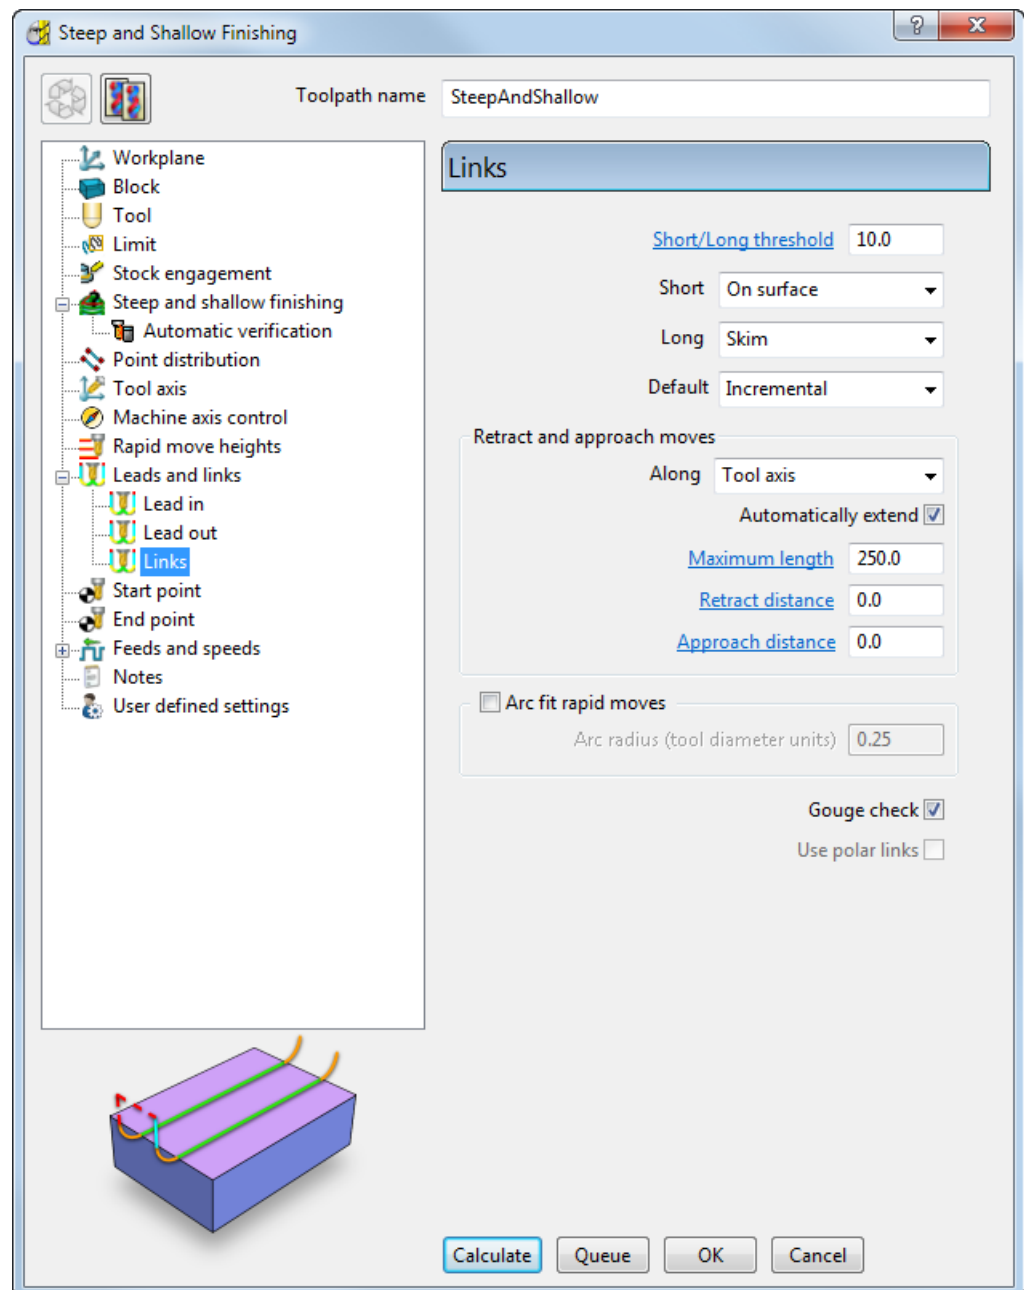 Steep and Shallow Finishing
?
Toolpath name SteepAndShallow
Workplane
Block
Tool
Limit
Stock engagement
Steep and shallow finishing
Automatic verification
Point distribution
Tool axis
Machine axis control
Rapid move heights
Leads and links
Lead in
Lead out
Links
Start point
End point
Feeds and speeds
Notes
User defined settings
Links
Short/Long threshold 10.0
Short On surface
Long Skim
Default Incremental
Retract and approach moves
Along Tool axis
Automatically extend
Maximum length 250.0
Retract distance 0.0
Approach distance 0.0
Arc fit rapid moves
Arc radius (tool diameter units) 0.25
Gouge check
Use polar links
Calculate Queue OK Cancel